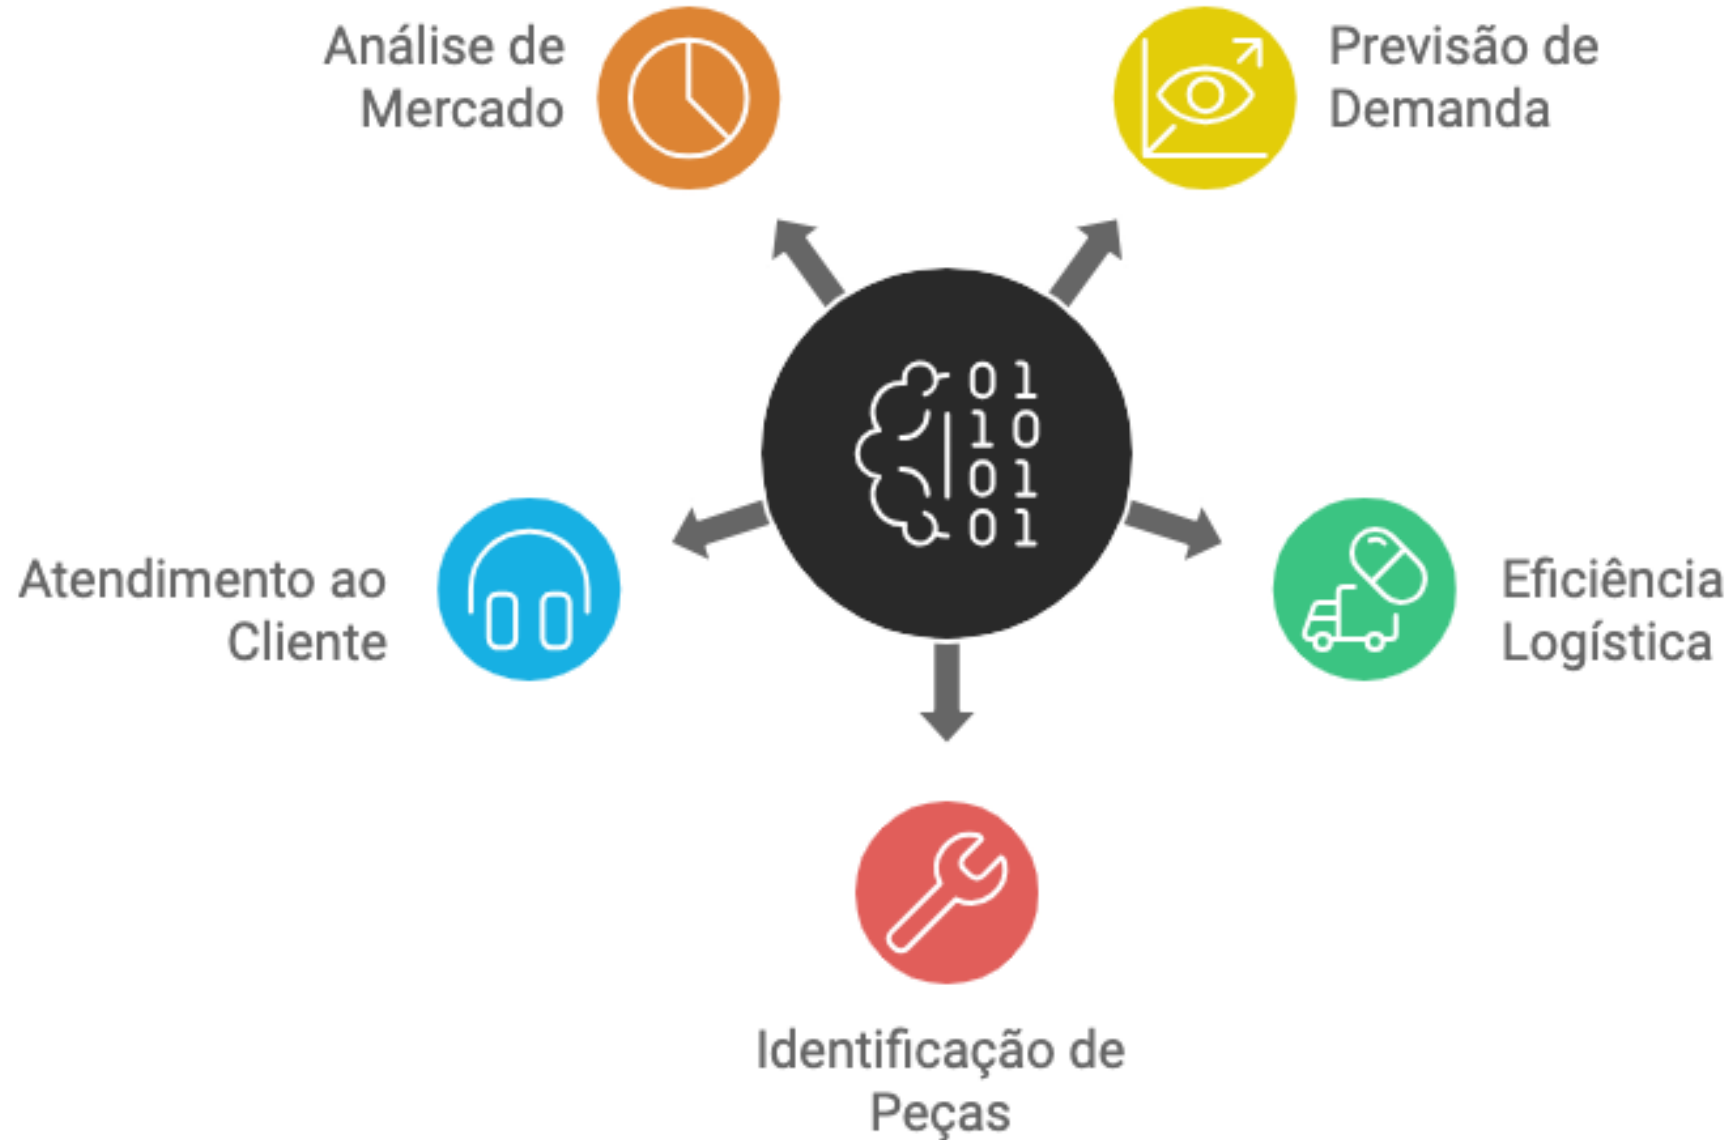 Análise de
Mercado
Previsão de
Demanda
01
10
01
01
Atendimento ao
Cliente
Eficiência
Logística
Identificação de
Peças